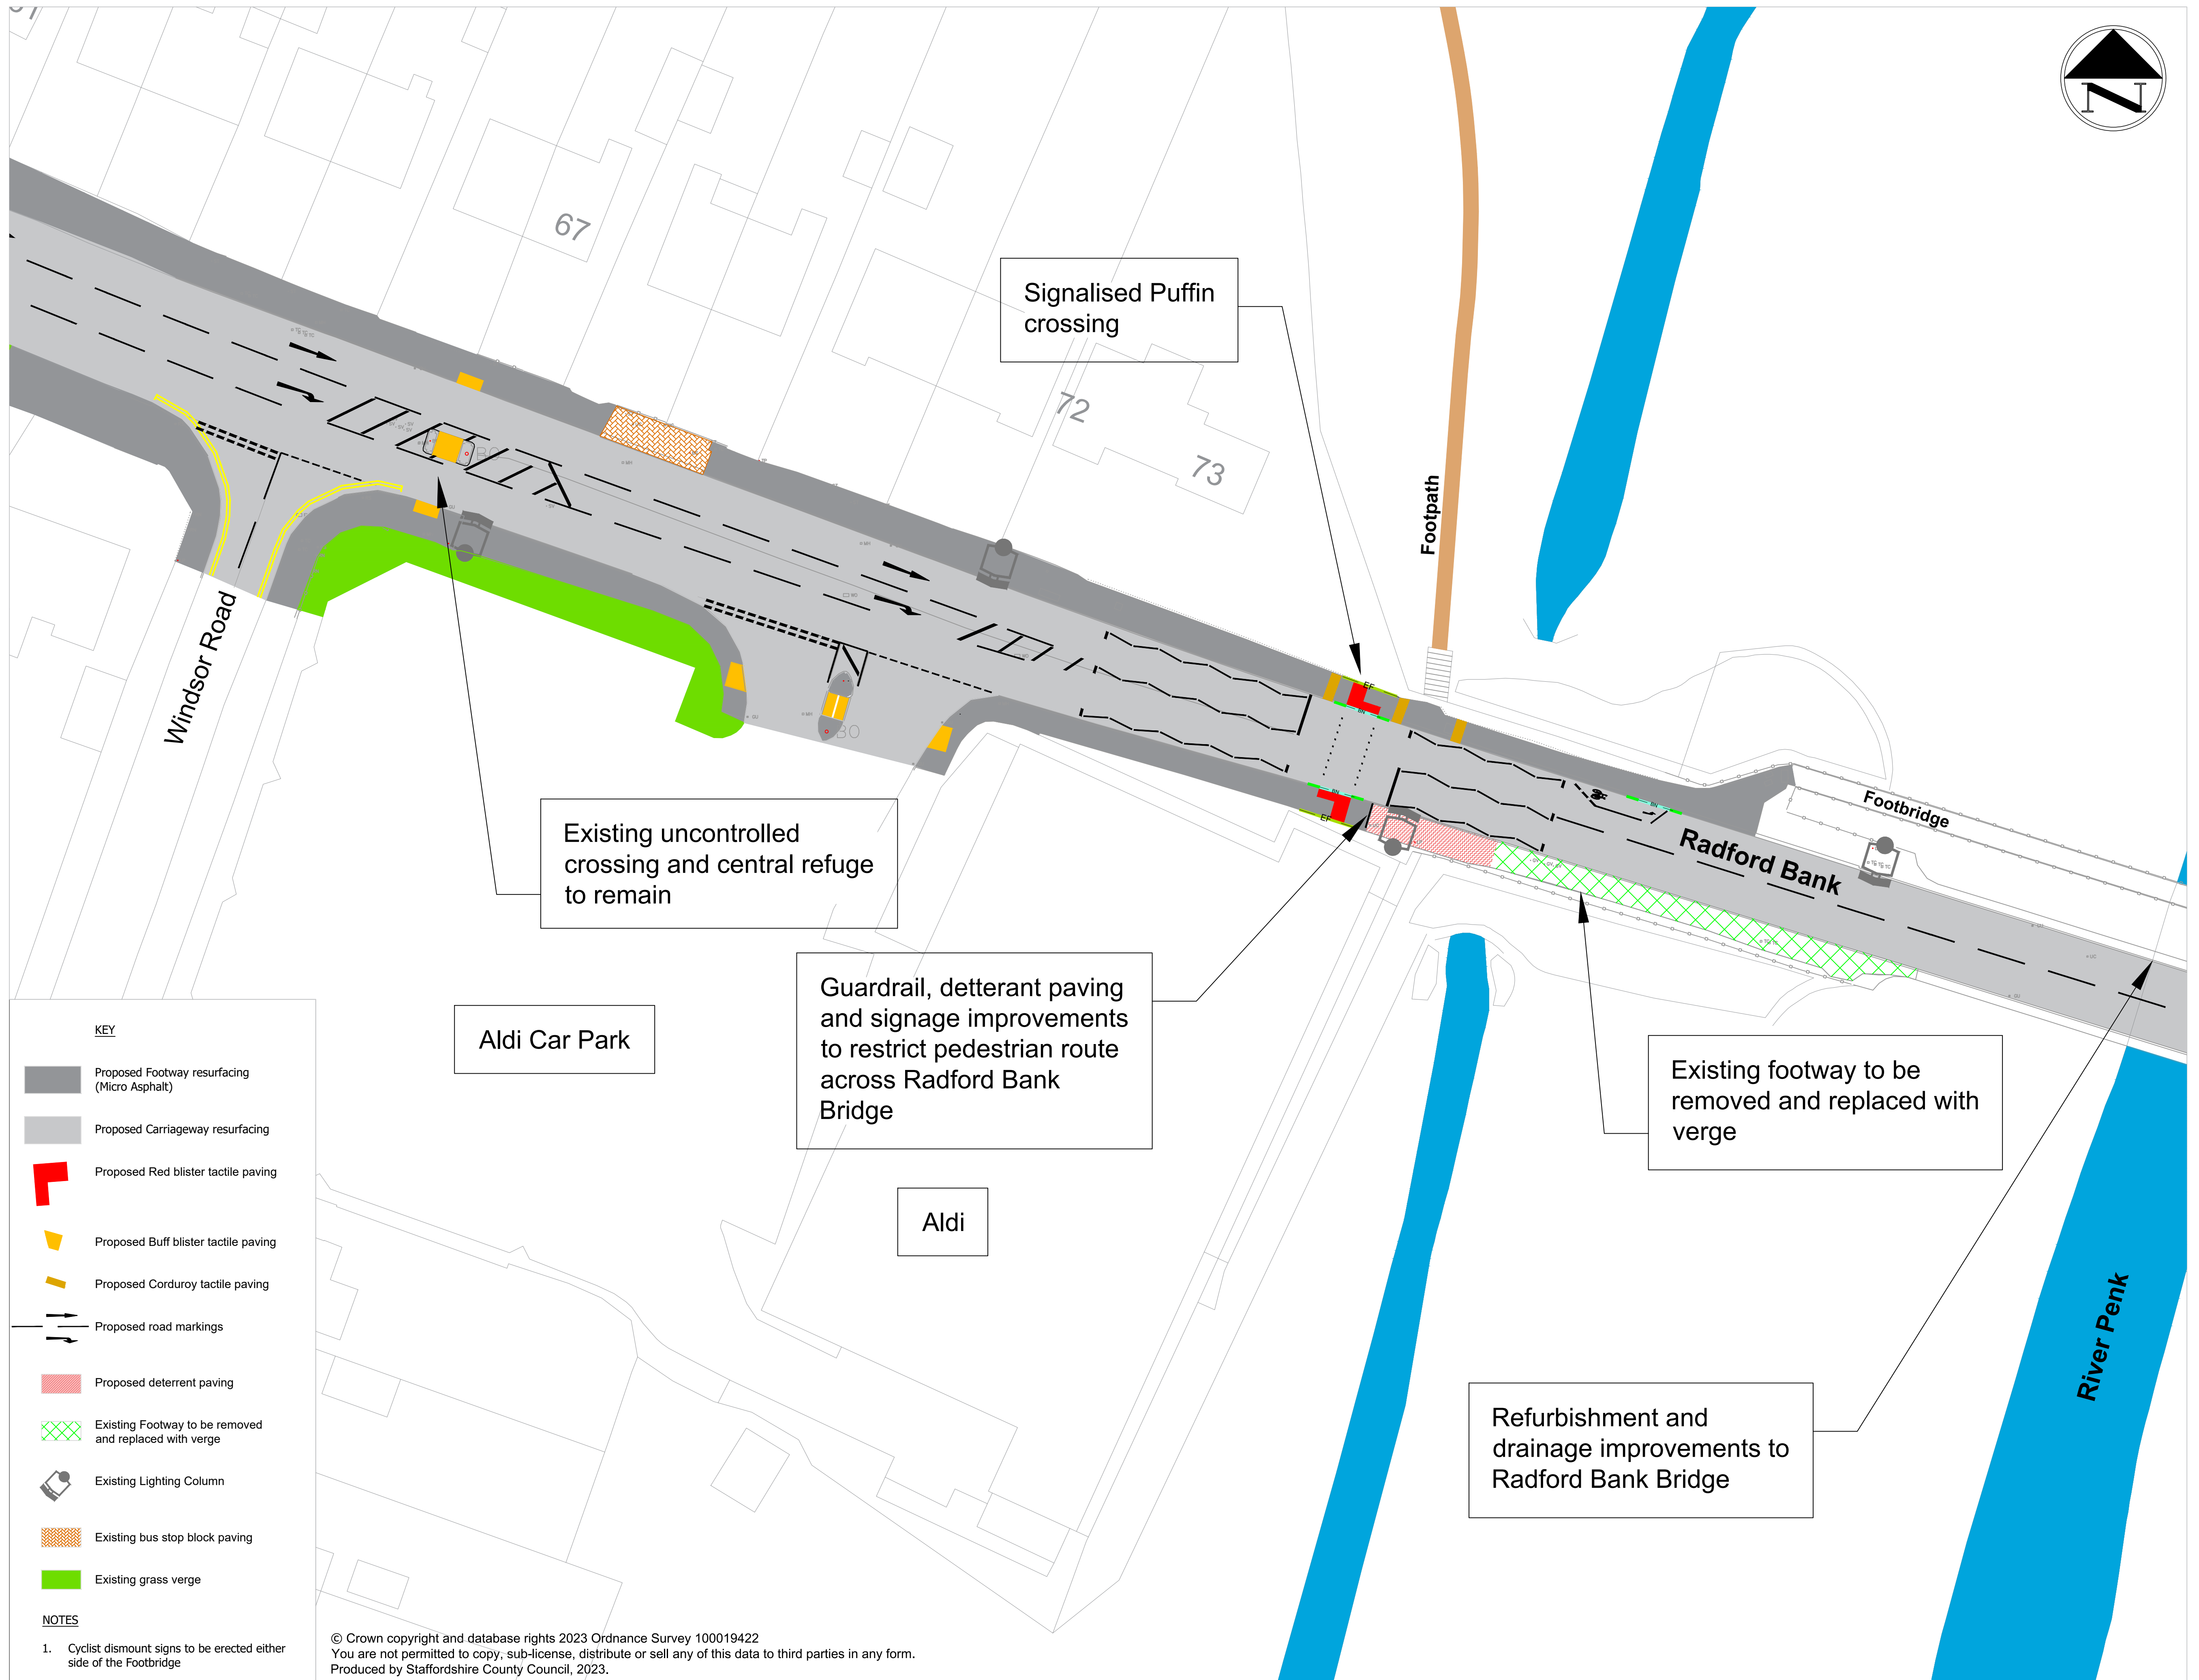 N
67
72
73
Signalised Puffin
crossing
Footpath
EF
BN
Windsor Road
BO
BO
BN
EF
BN
Footbridge
Radford Bank
Existing uncontrolled
crossing and central refuge
to remain
Guardrail, detterant paving
and signage improvements
to restrict pedestrian route
across Radford Bank
Bridge
Aldi Car Park
Aldi
Existing footway to be
removed and replaced with
verge
Refurbishment and
drainage improvements to
Radford Bank Bridge
River Penk
KEY
Proposed Footway resurfacing
(Micro Asphalt)
Proposed Carriageway resurfacing
Proposed Red blister tactile paving
Proposed Buff blister tactile paving
Proposed Corduroy tactile paving
Proposed road markings
Proposed deterrent paving
Existing Footway to be removed
and replaced with verge
Existing Lighting Column
Existing bus stop block paving
Existing grass verge
NOTES
1. Cyclist dismount signs to be erected either
side of the Footbridge
© Crown copyright and database rights 2023 Ordnance Survey 100019422
You are not permitted to copy, sub-license, distribute or sell any of this data to third parties in any form.
Produced by Staffordshire County Council, 2023.